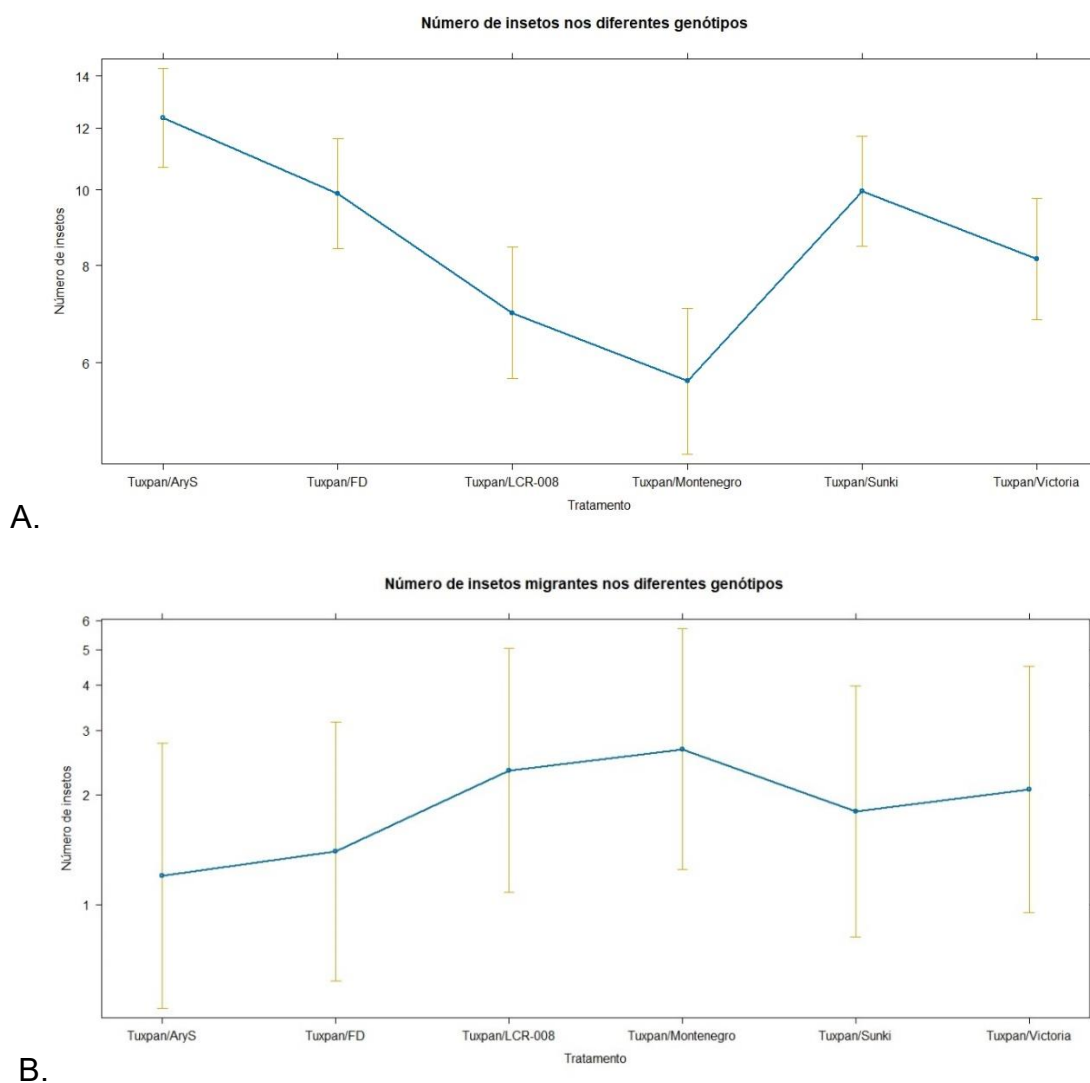 Número de insetos nos diferentes genótipos
14
12
10
8
6
Número de insetos
Tuxpan/AryS Tuxpan/FD Tuxpan/LCR-008 Tuxpan/Montenegro Tuxpan/Sunki Tuxpan/Victoria
Tratamento
A.
Número de insetos migrantes nos diferentes genótipos
6
5
4
3
2
1
Número de insetos
Tuxpan/AryS Tuxpan/FD Tuxpan/LCR-008 Tuxpan/Montenegro Tuxpan/Sunki Tuxpan/Victoria
Tratamento
B.